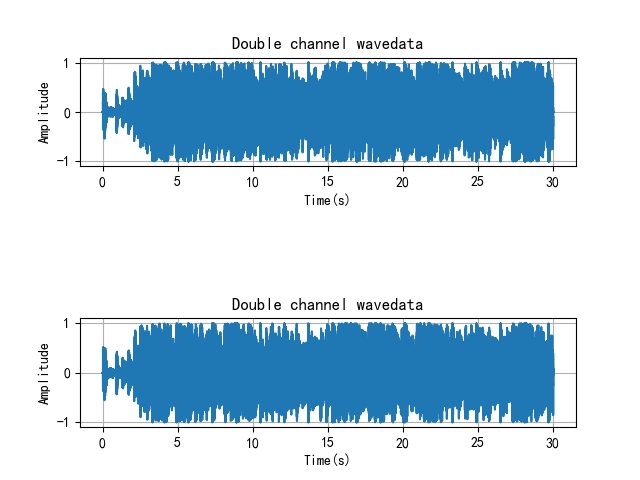 Double channel wavedata
1
0
−1
Amplitude
0 5 10 15 20 25 30
Time(s)
Double channel wavedata
1
0
−1
Amplitude
0 5 10 15 20 25 30
Time(s)